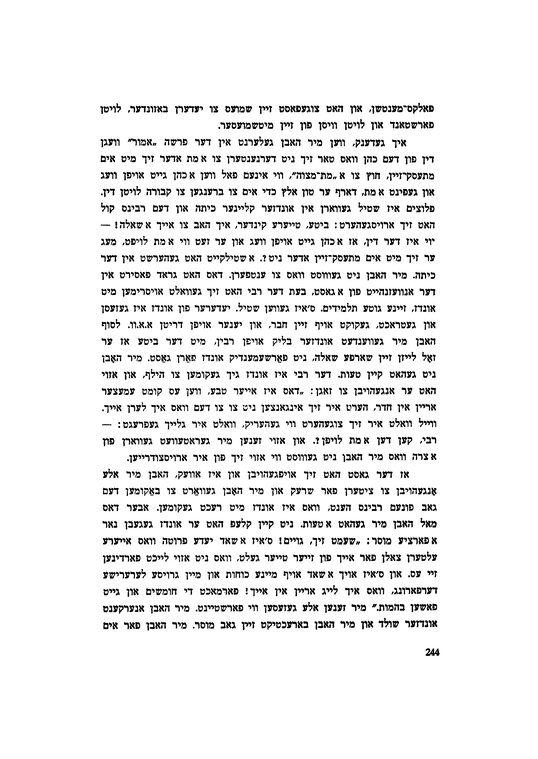 פאלקס־מענטשן, און האט צוגעפאסט זיין שמועס צו יעדערן באזונדער, לויטן
פארשטאנד און לויטן וויסן פון זיין מיטשמועסער.
איך געדענק, ווען מיר האבן געלערנט אין דער פרשה „אמור״ וועגן
דין פון דעם כהן וואס טאר זיך ניט דערנענטערן צו א מת אדער זיך מיט אים
מתעסק־זיין, חוץ צו א „מת־מצוה״, ווי אינעם פאל ווען א כהן גייט אויפן וועג
און געפינט א מת, דארף ער טון אלץ כדי אים צו ברענגען צו קבורה לויטן דין.
פלוצים איז שטיל געווארן אין אונדזער קליינער כיתה און דעם רבינס קול
האט זיך ארויסגעהערט: ביטע, טייערע קינדער, איך האב צו אייך א שאלה! —
ווי איז דער דין, אז א כהן גייט אויפן וועג און ער זעט ווי א מת לויפט, מעג
ער זיך מיט אים מתעסק־זיין אדער ניט?. א שטילקייט האט געהערשט אין דער
כיתה. מיר האבן ניט געוווסט וואס צו ענטפערן. דאס האט גראד פאסירט אין
דער אנוועזנהייט פון א גאסט, בעת דער רבי האט זיך געוואלט אויסרימען מיט
אונדז, זיינע גוטע תלמידים. ס׳איז געווען שטיל. יעדערער פון אונדז איז געזעסן
און געטראכט, געקוקט אויף זיין חבר, און יענער אויפן דריטן א.א.וו. לסוף
האבן מיר געווענדעט אונדזער בליק אויפן רבין, מיט דער ביטע אז ער
זאל לייזן זיין שארפע שאלה, ניט פארשעמענדיק אונדז פארן גאסט. מיר האבן
ניט געהאט קיין טעות. דער רבי איז אונדז גיך געקומען צו הילף, און אזוי
האט ער אנגעהויבן צו זאגן: „דאס איז אייער טבע, ווען עס קומט עמעצער
אריין אין חדר, הערט איר זיך אינגאנצען ניט צו צו דעם וואס איך לערן אייך.
ווייל וואלט איר זיך צוגעהערט ווי געהעריק, וואלט איר גלייך געפרעגט: —
רבי, קען דען א מת לויפן?. און אזוי זענען מיר געראטעוועט געווארן פון
א צרה וואס מיר האבן ניט געוווסט ווי אזוי זיך פון איר ארויסצודרייען.
אז דער גאסט האט זיך אויפגעהויבן און איז אוועק, האבן מיר אלע
אנגעהויבן צו ציטערן פאר שרעק און מיר האבן געווארט צו באקומען דעם
גאב פונעם רבינס הענט, וואס איז אונדז מיט רעכט געקומען. אבער דאס
מאל האבן מיר געהאט א טעות. ניט קיין קלעפ האט ער אונדז געגעבן נאר
א פארציע מוסר: „שעמט זיך, גויים! ס׳איז א שאד יעדע פרוטה וואס אייערע
עלטערן צאלן פאר אייך פון זייער טייער געלט, וואס ניט אזוי לייכט פארדינען
זיי עס. און ס׳איז אויך א שאד אויף מיינע כוחות און מיין גרויסע לערערישע
דערפארונג, וואס איך לייג אריין אין אייך! פארמאכט די חומשים און גייט
פאשען בהמות.״ מיר זענען אלע געזעסען ווי פארשטיינט. מיר האבן אנערקענט
אונדזער שולד און מיר האבן בארעכטיקט זיין גאב מוסר. מיר האבן פאר אים
244